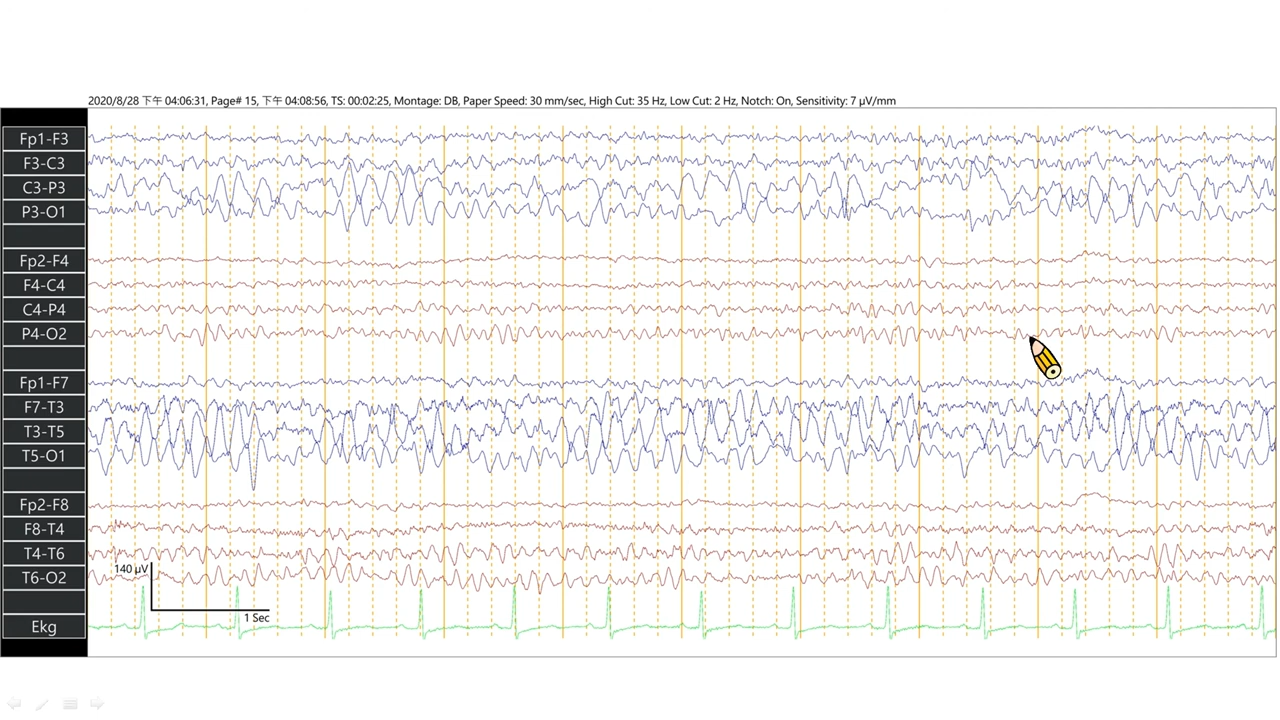 2020/8/28 下午 04:06:31, Page# 15, 下午 04:08:56, TS: 00:02:25, Montage: DB, Paper Speed: 30 mm/sec, High Cut: 35 Hz, Low Cut: 2 Hz, Notch: On, Sensitivity: 7 µV/mm
Fp1-F3
F3-C3
C3-P3
P3-O1
Fp2-F4
F4-C4
C4-P4
P4-O2
Fp1-F7
F7-T3
T3-T5
T5-O1
Fp2-F8
F8-T4
T4-T6
T6-O2
140 µV
1 Sec
Ekg